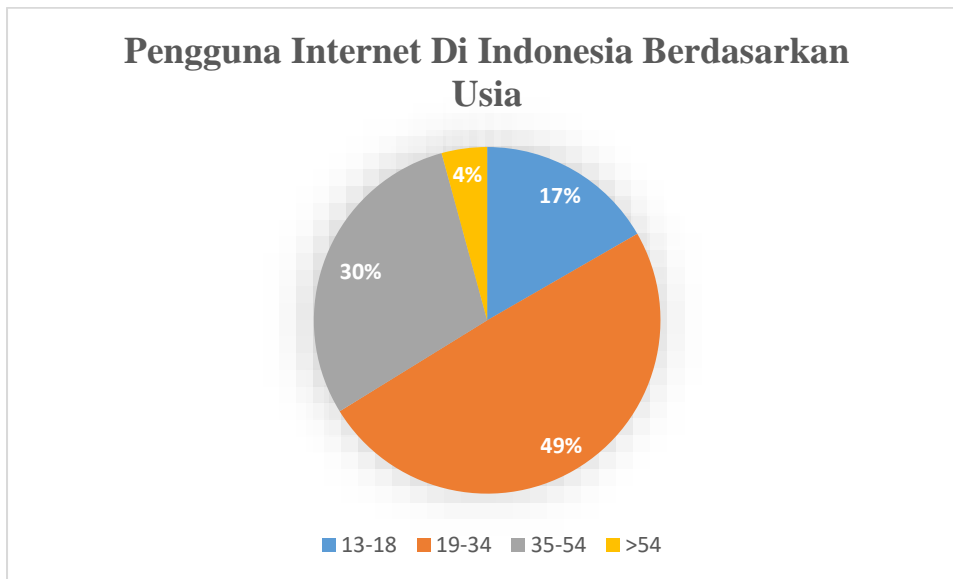 Pengguna Internet Di Indonesia Berdasarkan
Usia
4%
17%
30%
49%
13-18 19-34 35-54 >54